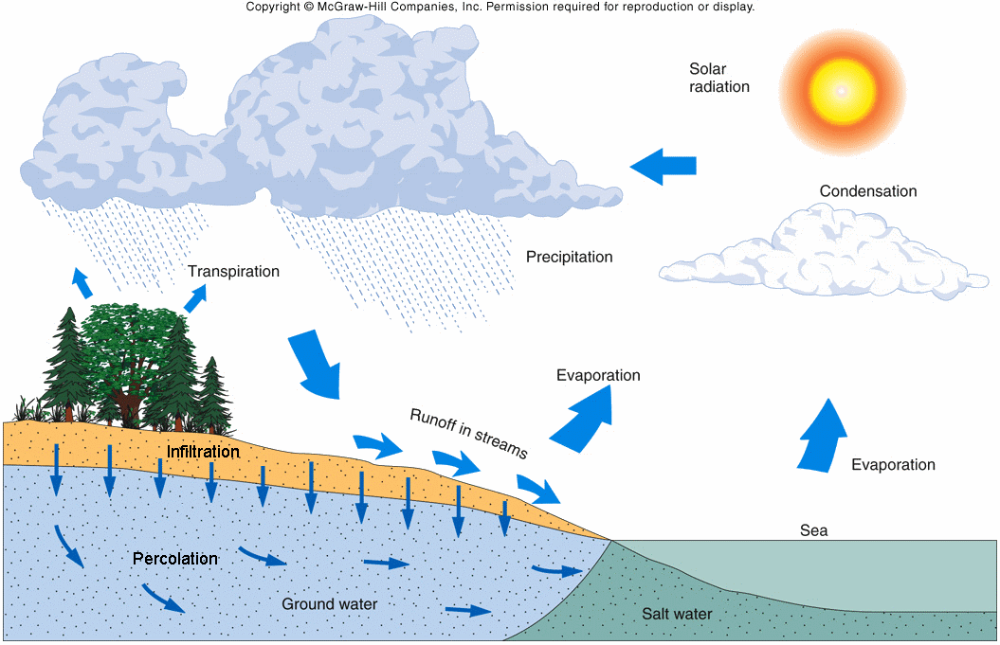 Copyright © McGraw-Hill Companies, Inc. Permission required for reproduction or display.
Solar
radiation
Condensation
Precipitation
Transpiration
Evaporation
Runoff in streams
Infiltration
Evaporation
Sea
Percolation
Ground water
Salt water